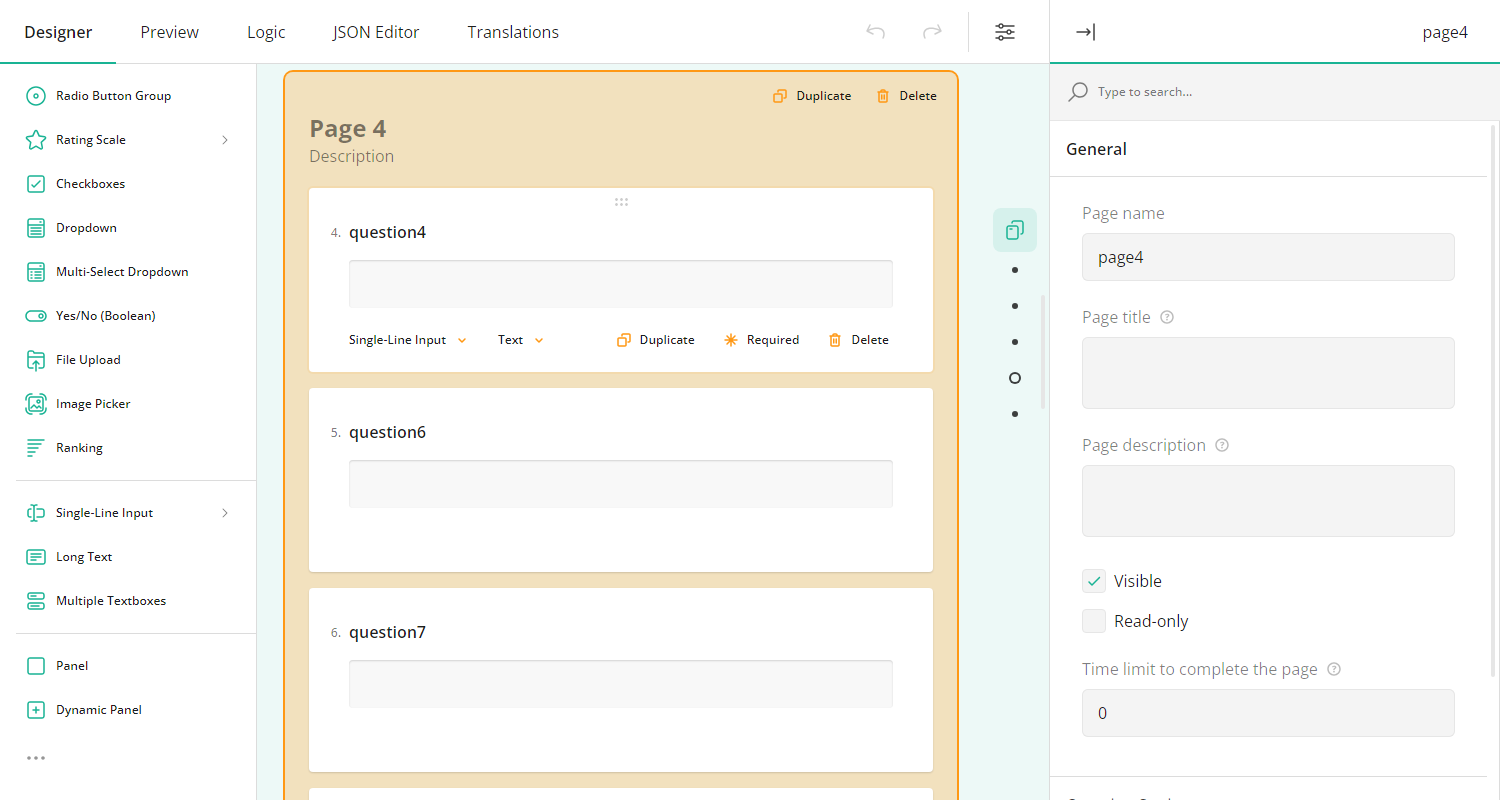 Designer
Preview
Logic
JSON Editor
Translations
page4
Radio Button Group
Rating Scale
Checkboxes
Dropdown
Multi-Select Dropdown
Yes/No (Boolean)
File Upload
Image Picker
Ranking
Single-Line Input
Long Text
Multiple Textboxes
Panel
Dynamic Panel
Duplicate
Delete
Page 4
Description
4. question4
Single-Line Input
Text
Duplicate
Required
Delete
5. question6
6. question7
Type to search...
General
Page name
page4
Page title
Page description
Visible
Read-only
Time limit to complete the page
0